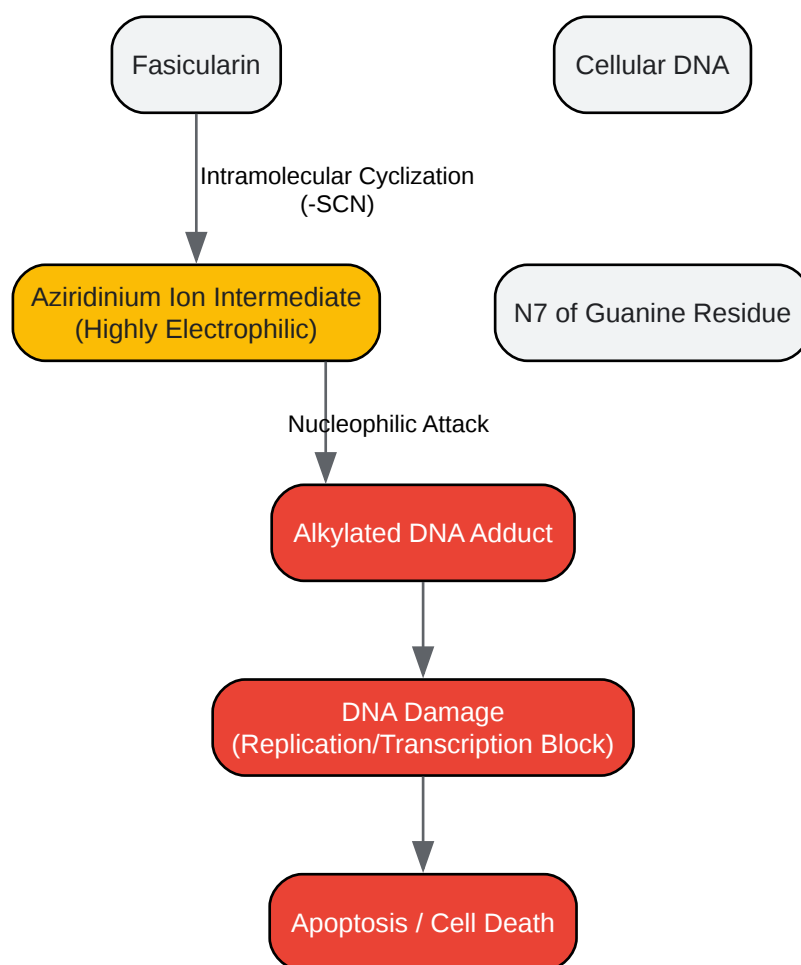 Fasicularin
Cellular DNA
Intramolecular Cyclization
(-SCN)
Aziridinium Ion Intermediate
(Highly Electrophilic)
N7 of Guanine Residue
Nucleophilic Attack
Alkylated DNA Adduct
DNA Damage
(Replication/Transcription Block)
Apoptosis / Cell Death